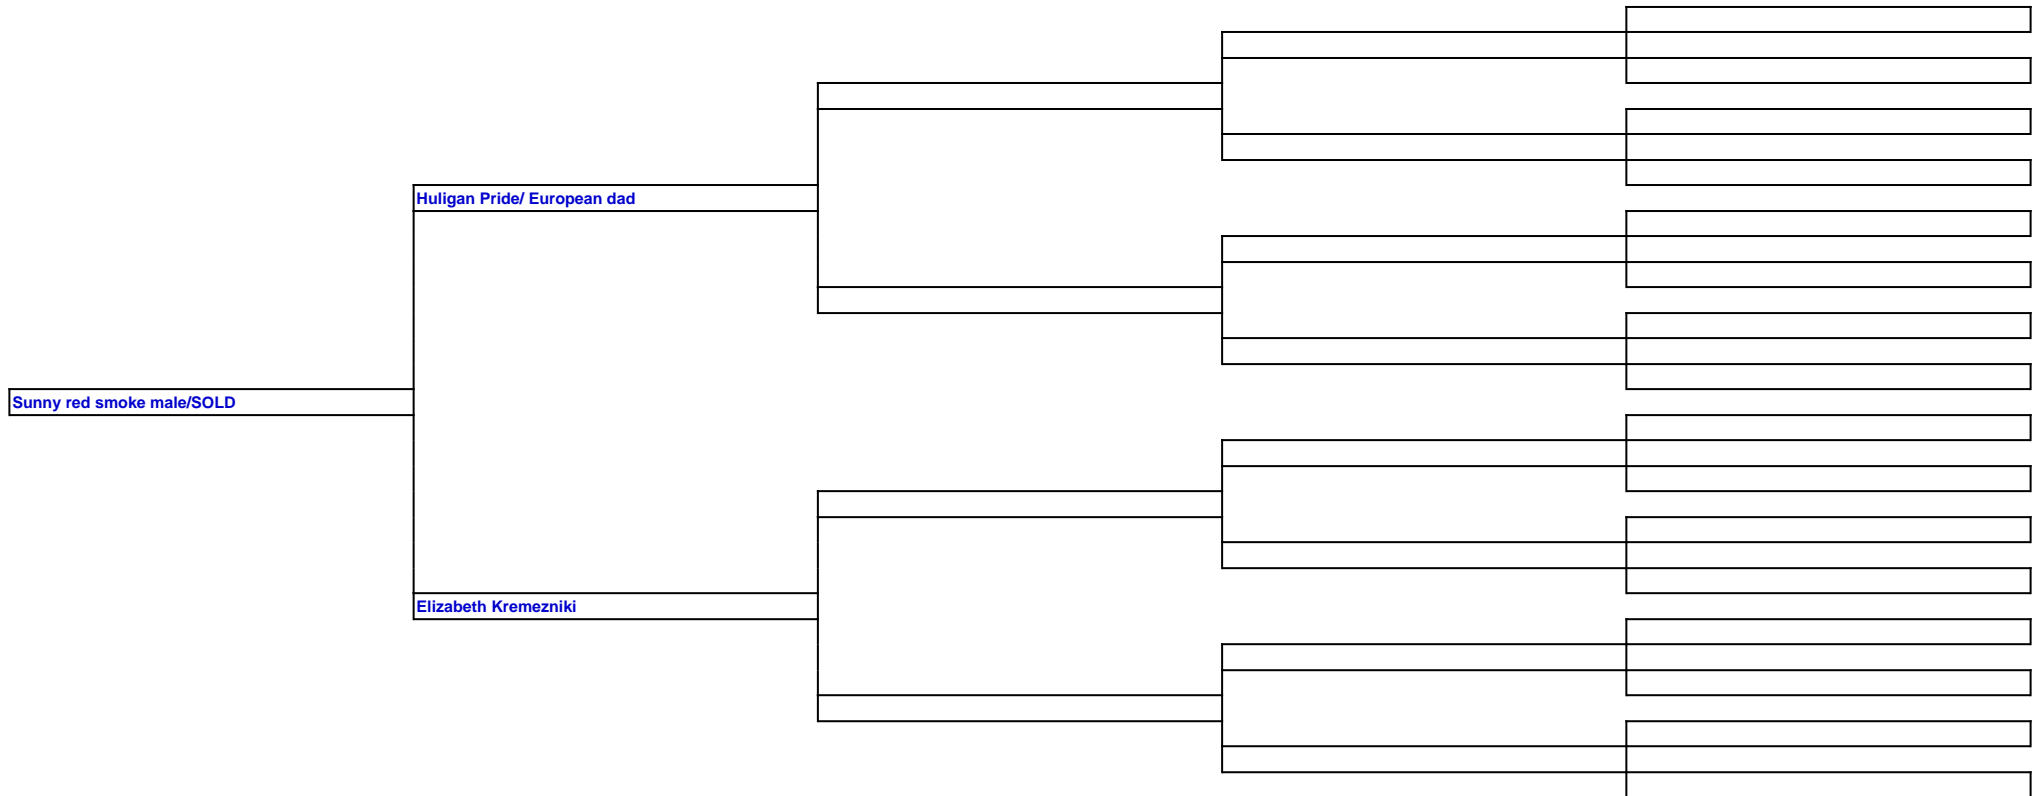 Huligan Pride/ European dad
Sunny red smoke male/SOLD
Elizabeth Kremezniki